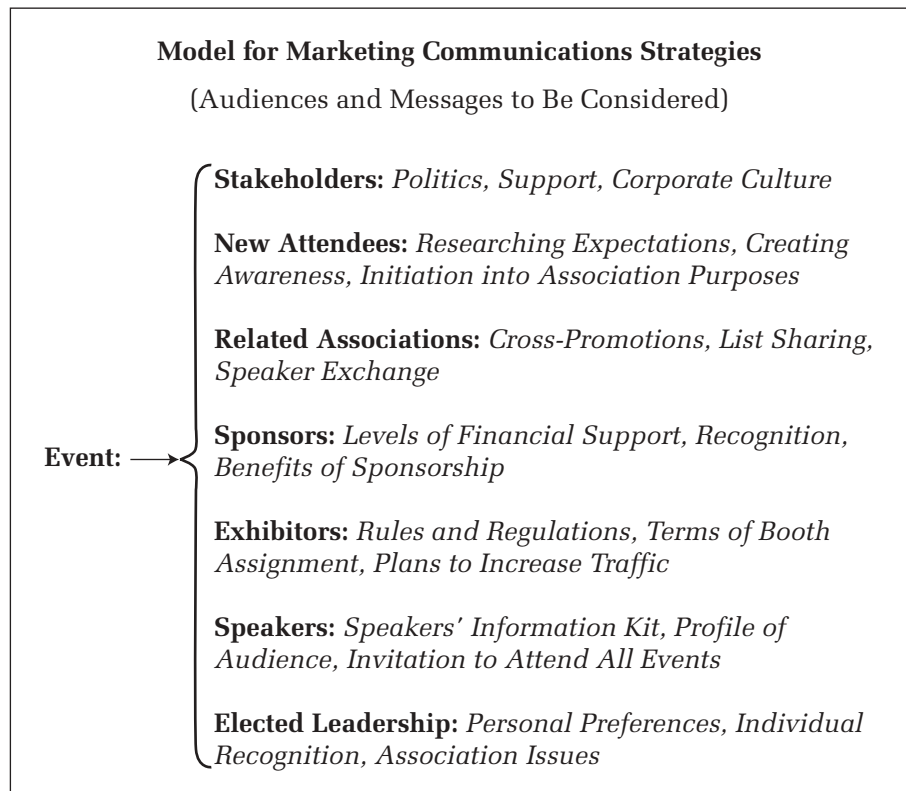 Model for Marketing Communications Strategies
(Audiences and Messages to Be Considered)
Event:
Stakeholders: Politics, Support, Corporate Culture
New Attendees: Researching Expectations, Creating
Awareness, Initiation into Association Purposes
Related Associations: Cross-Promotions, List Sharing,
Speaker Exchange
Sponsors: Levels of Financial Support, Recognition,
Benefits of Sponsorship
Exhibitors: Rules and Regulations, Terms of Booth
Assignment, Plans to Increase Traffic
Speakers: Speakers’ Information Kit, Profile of
Audience, Invitation to Attend All Events
Elected Leadership: Personal Preferences, Individual
Recognition, Association Issues